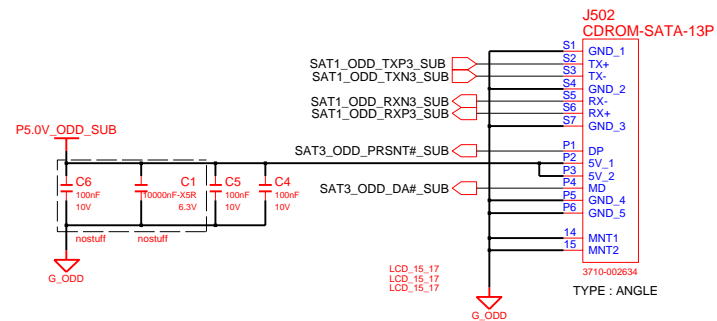 J502
CDROM-SATA-13P
S1 GND_1
SAT1_ODD_TXP3_SUB S2 TX+
SAT1_ODD_TXN3_SUB S3 TX-
S4 GND_2
SAT1_ODD_RXN3_SUB S5 RX-
SAT1_ODD_RXP3_SUB S6 RX+
S7 GND_3
P5.0V_ODD_SUB
SAT3_ODD_PRSNT#_SUB P1 DP
P2 5V_1
P3 5V_2
SAT3_ODD_DA#_SUB P4 MD
P5 GND_4
P6 GND_5
C6 C1 C5 C4
100nF 10000nF-X5R 100nF 100nF
10V 6.3V 10V 10V
nostuff nostuff
14 MNT1
15 MNT2
G_ODD
LCD_15_17
LCD_15_17
LCD_15_17
3710-002634
TYPE : ANGLE
G_ODD